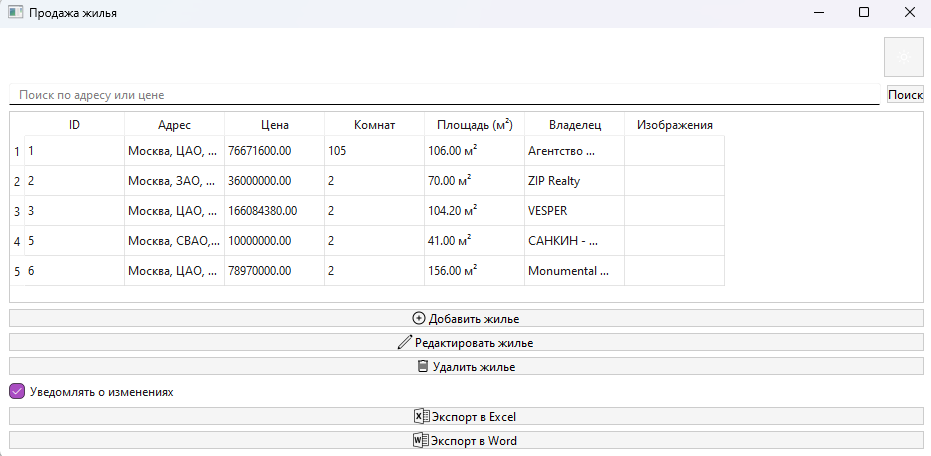 Продажа жилья
Поиск по адресу или цене
Поиск
ID Адрес Цена Комнат Площадь (м²) Владелец Изображения
1 1 Москва, ЦАО, ... 76671600.00 105 106.00 м² Агентство ...
2 2 Москва, ЗАО, ... 36000000.00 2 70.00 м² ZIP Realty
3 3 Москва, ЦАО, ... 166084380.00 2 104.20 м² VESPER
4 5 Москва, СВАО,... 10000000.00 2 41.00 м² САНКИН - ...
5 6 Москва, ЦАО, ... 78970000.00 2 156.00 м² Monumental ...
Добавить жилье
Редактировать жилье
Удалить жилье
Уведомлять о изменениях
Экспорт в Excel
Экспорт в Word